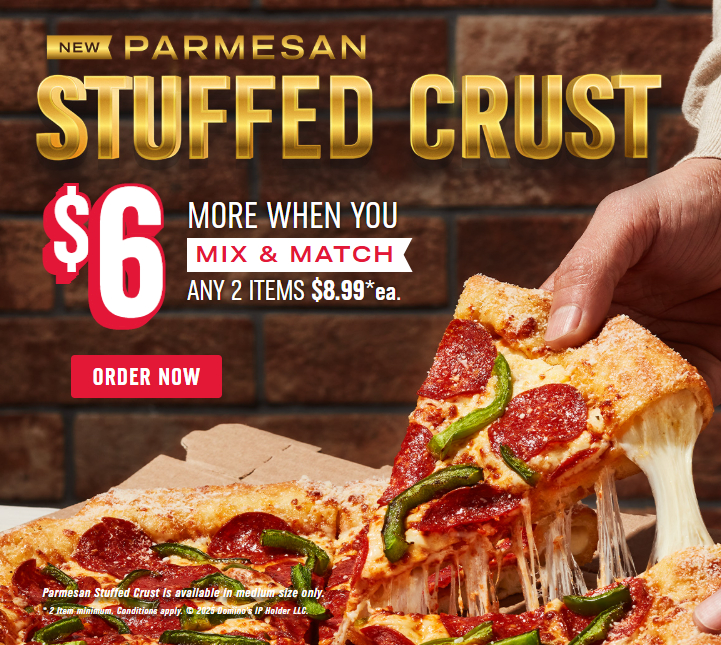 NEW PARMESAN
STUFFED CRUST
$6
MORE WHEN YOU
MIX & MATCH
ANY 2 ITEMS $8.99*ea.
ORDER NOW
Parmesan Stuffed Crust is available in medium size only.
* 2 Item minimum. Conditions apply. © 2025 Domino's IP Holder LLC.